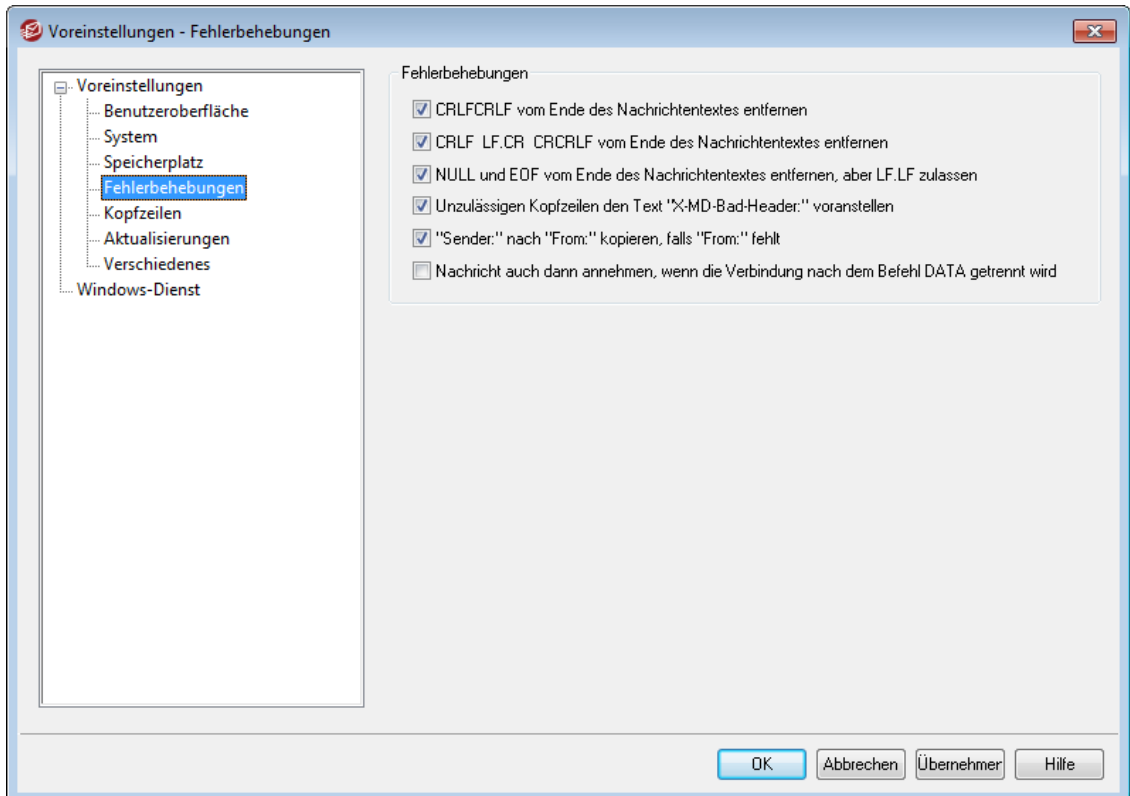 Voreinstellungen - Fehlerbehebungen
Voreinstellungen
Benutzeroberfläche
System
Speicherplatz
Fehlerbehebungen
Kopfzeilen
Aktualisierungen
Verschiedenes
Windows-Dienst
Fehlerbehebungen
CRLFCRLF vom Ende des Nachrichtentextes entfernen
CRLF LF.CR CRCRLF vom Ende des Nachrichtentextes entfernen
NULL und EOF vom Ende des Nachrichtentextes entfernen, aber LF.LF zulassen
Unzulässigen Kopfzeilen den Text "X-MD-Bad-Header:" voranstellen
"Sender:" nach "From:" kopieren, falls "From:" fehlt
Nachricht auch dann annehmen, wenn die Verbindung nach dem Befehl DATA getrennt wird
OK
Abbrechen
Übernehmer
Hilfe